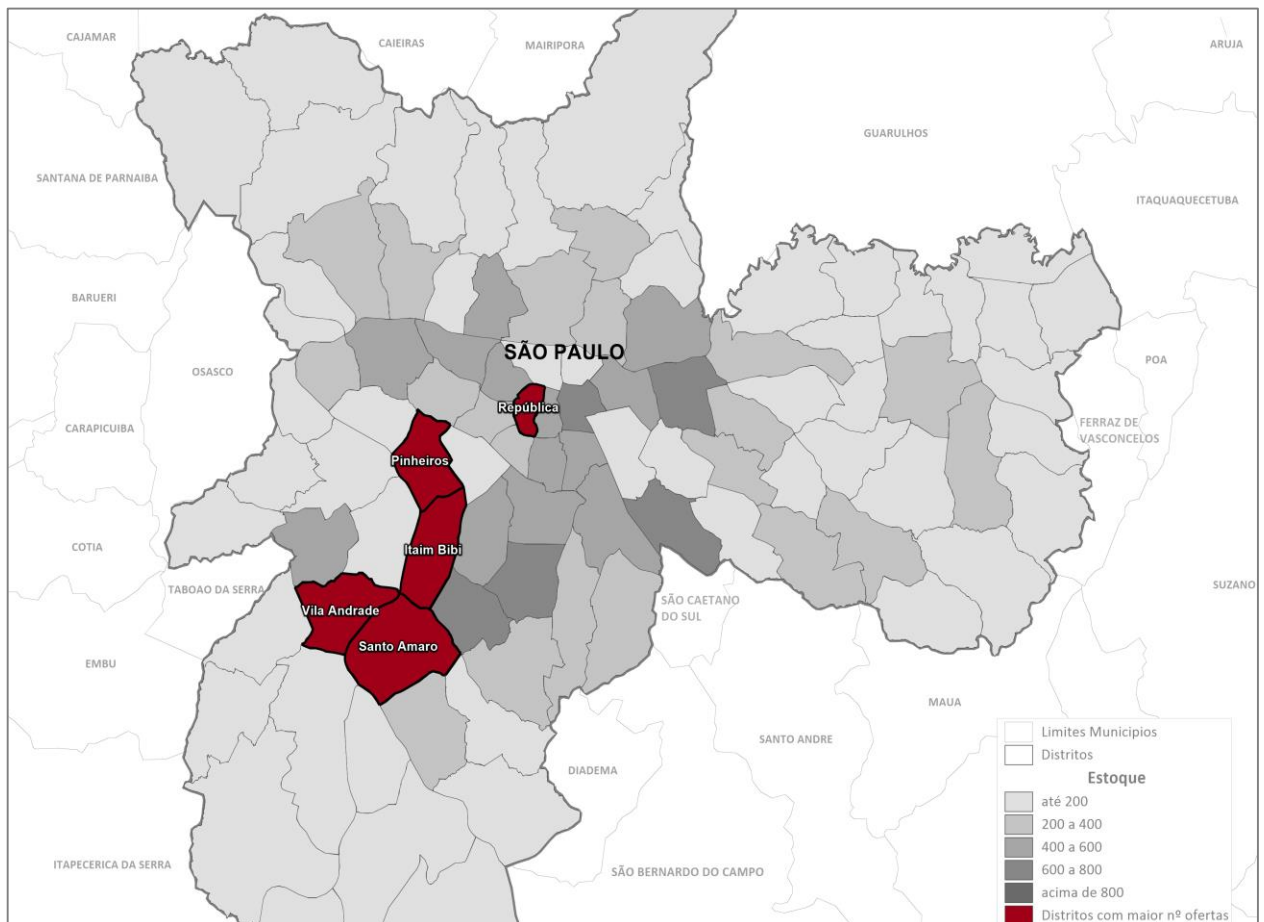 CAJAMAR
CAIEIRAS
MAIRIPORA
ARUJA
GUARULHOS
SANTANA DE PARNAIBA
ITAQUAQUECETUBA
BARUERI
SÃO PAULO
POA
OSASCO
República
CARAPICUIBA
FERRAZ DE
VASCONCELOS
Pinheiros
COTIA
Itaim Bibi
TABOAO DA SERRA
SUZANO
Vila Andrade
SÃO CAETANO
DO SUL
Santo Amaro
EMBU
MAUA
SANTO ANDRE
DIADEMA
ITAPECERICA DA SERRA
SÃO BERNARDO DO CAMPO
Limites Municipios
Distritos
Estoque
até 200
200 a 400
400 a 600
600 a 800
acima de 800
Distritos com maior nº ofertas